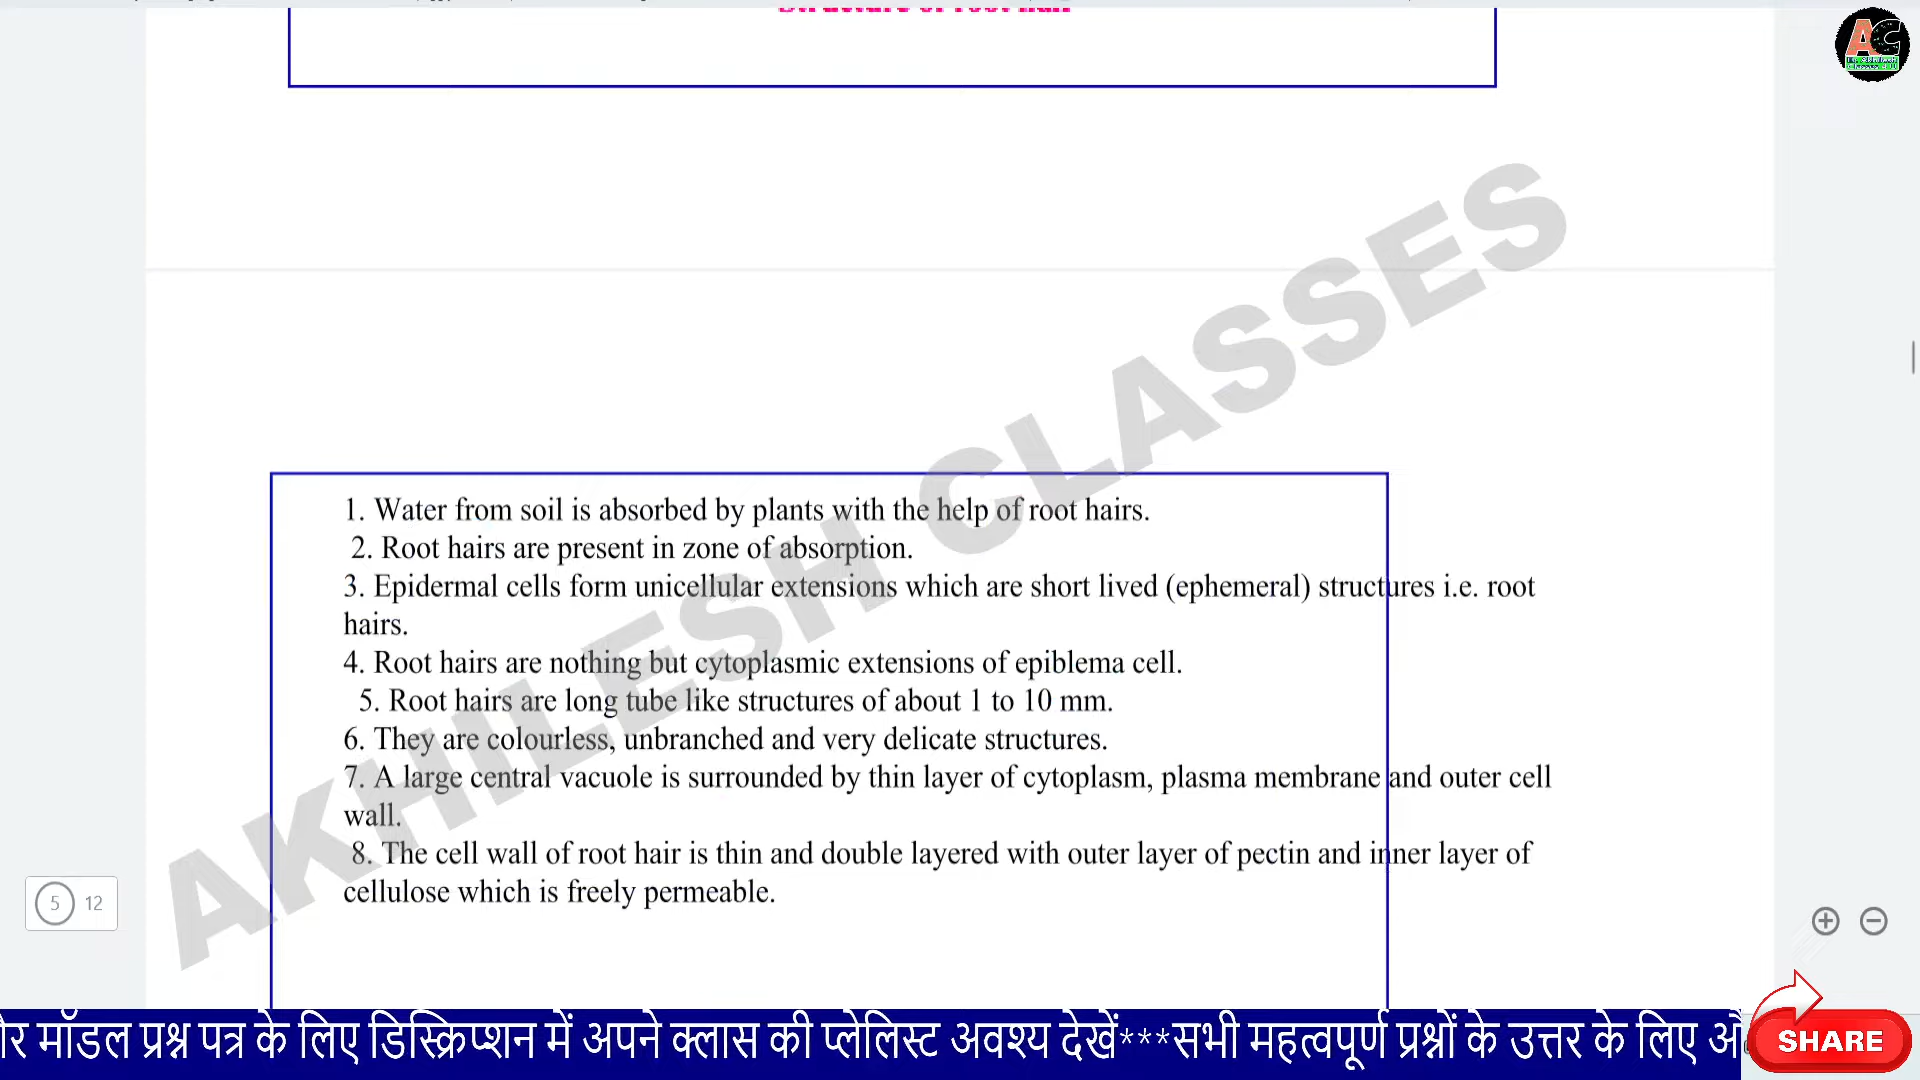 Structure of root hair
AC
AKHILESH CLASSES
1. Water from soil is absorbed by plants with the help of root hairs.
2. Root hairs are present in zone of absorption.
3. Epidermal cells form unicellular extensions which are short lived (ephemeral) structures i.e. root
hairs.
4. Root hairs are nothing but cytoplasmic extensions of epiblema cell.
5. Root hairs are long tube like structures of about 1 to 10 mm.
6. They are colourless, unbranched and very delicate structures.
7. A large central vacuole is surrounded by thin layer of cytoplasm, plasma membrane and outer cell
wall.
8. The cell wall of root hair is thin and double layered with outer layer of pectin and inner layer of
cellulose which is freely permeable.
5 12
र मॉडल प्रश्न पत्र के लिए डिस्क्रिप्शन में अपने क्लास की प्लेलिस्ट अवश्य देखें***सभी महत्वपूर्ण प्रश्नों के उत्तर के लिए औ
SHARE